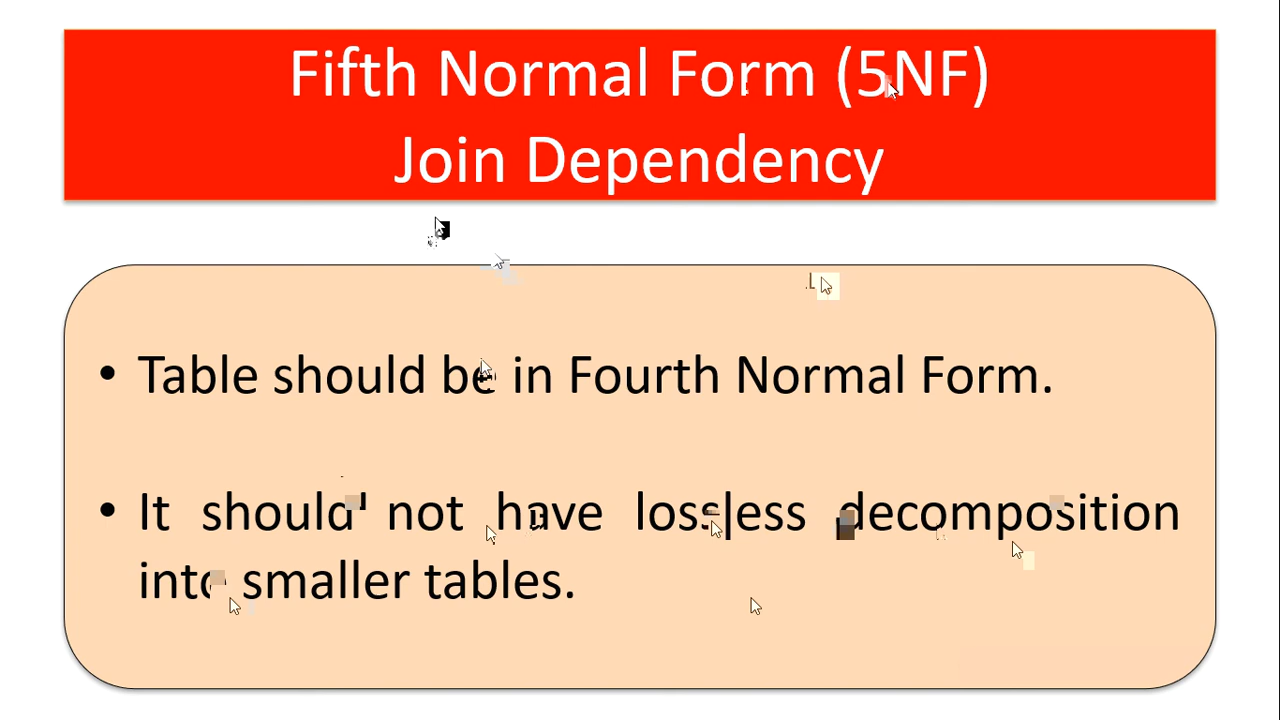 Fifth Normal Form (5NF)
Join Dependency
• Table should be in Fourth Normal Form.
• It should not have lossless decomposition
into smaller tables.